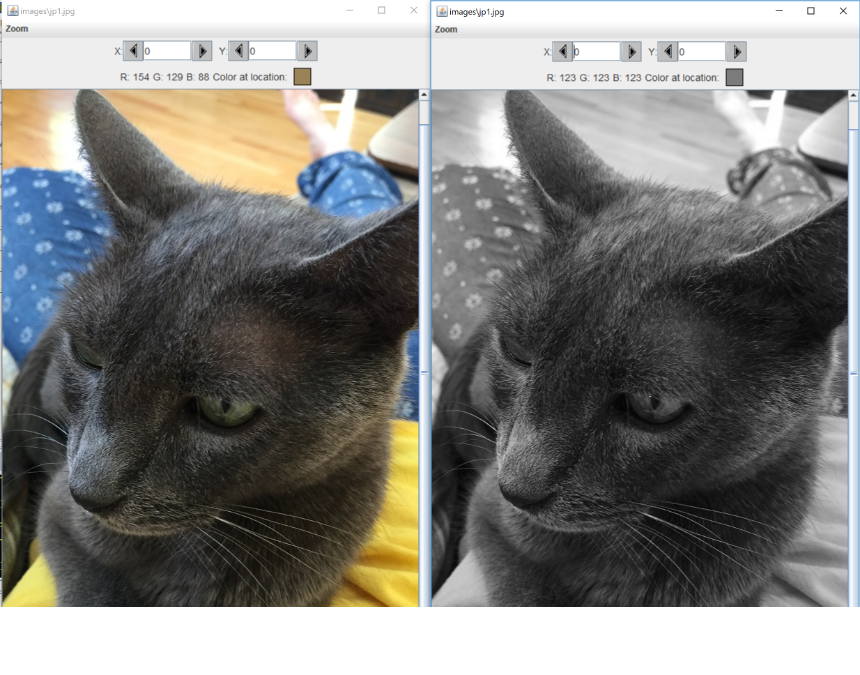 images\jp1.jpg
Zoom
X: 0 Y: 0
R: 154 G: 129 B: 88 Color at location:
images\jp1.jpg
Zoom
X: 0 Y: 0
R: 123 G: 123 B: 123 Color at location: